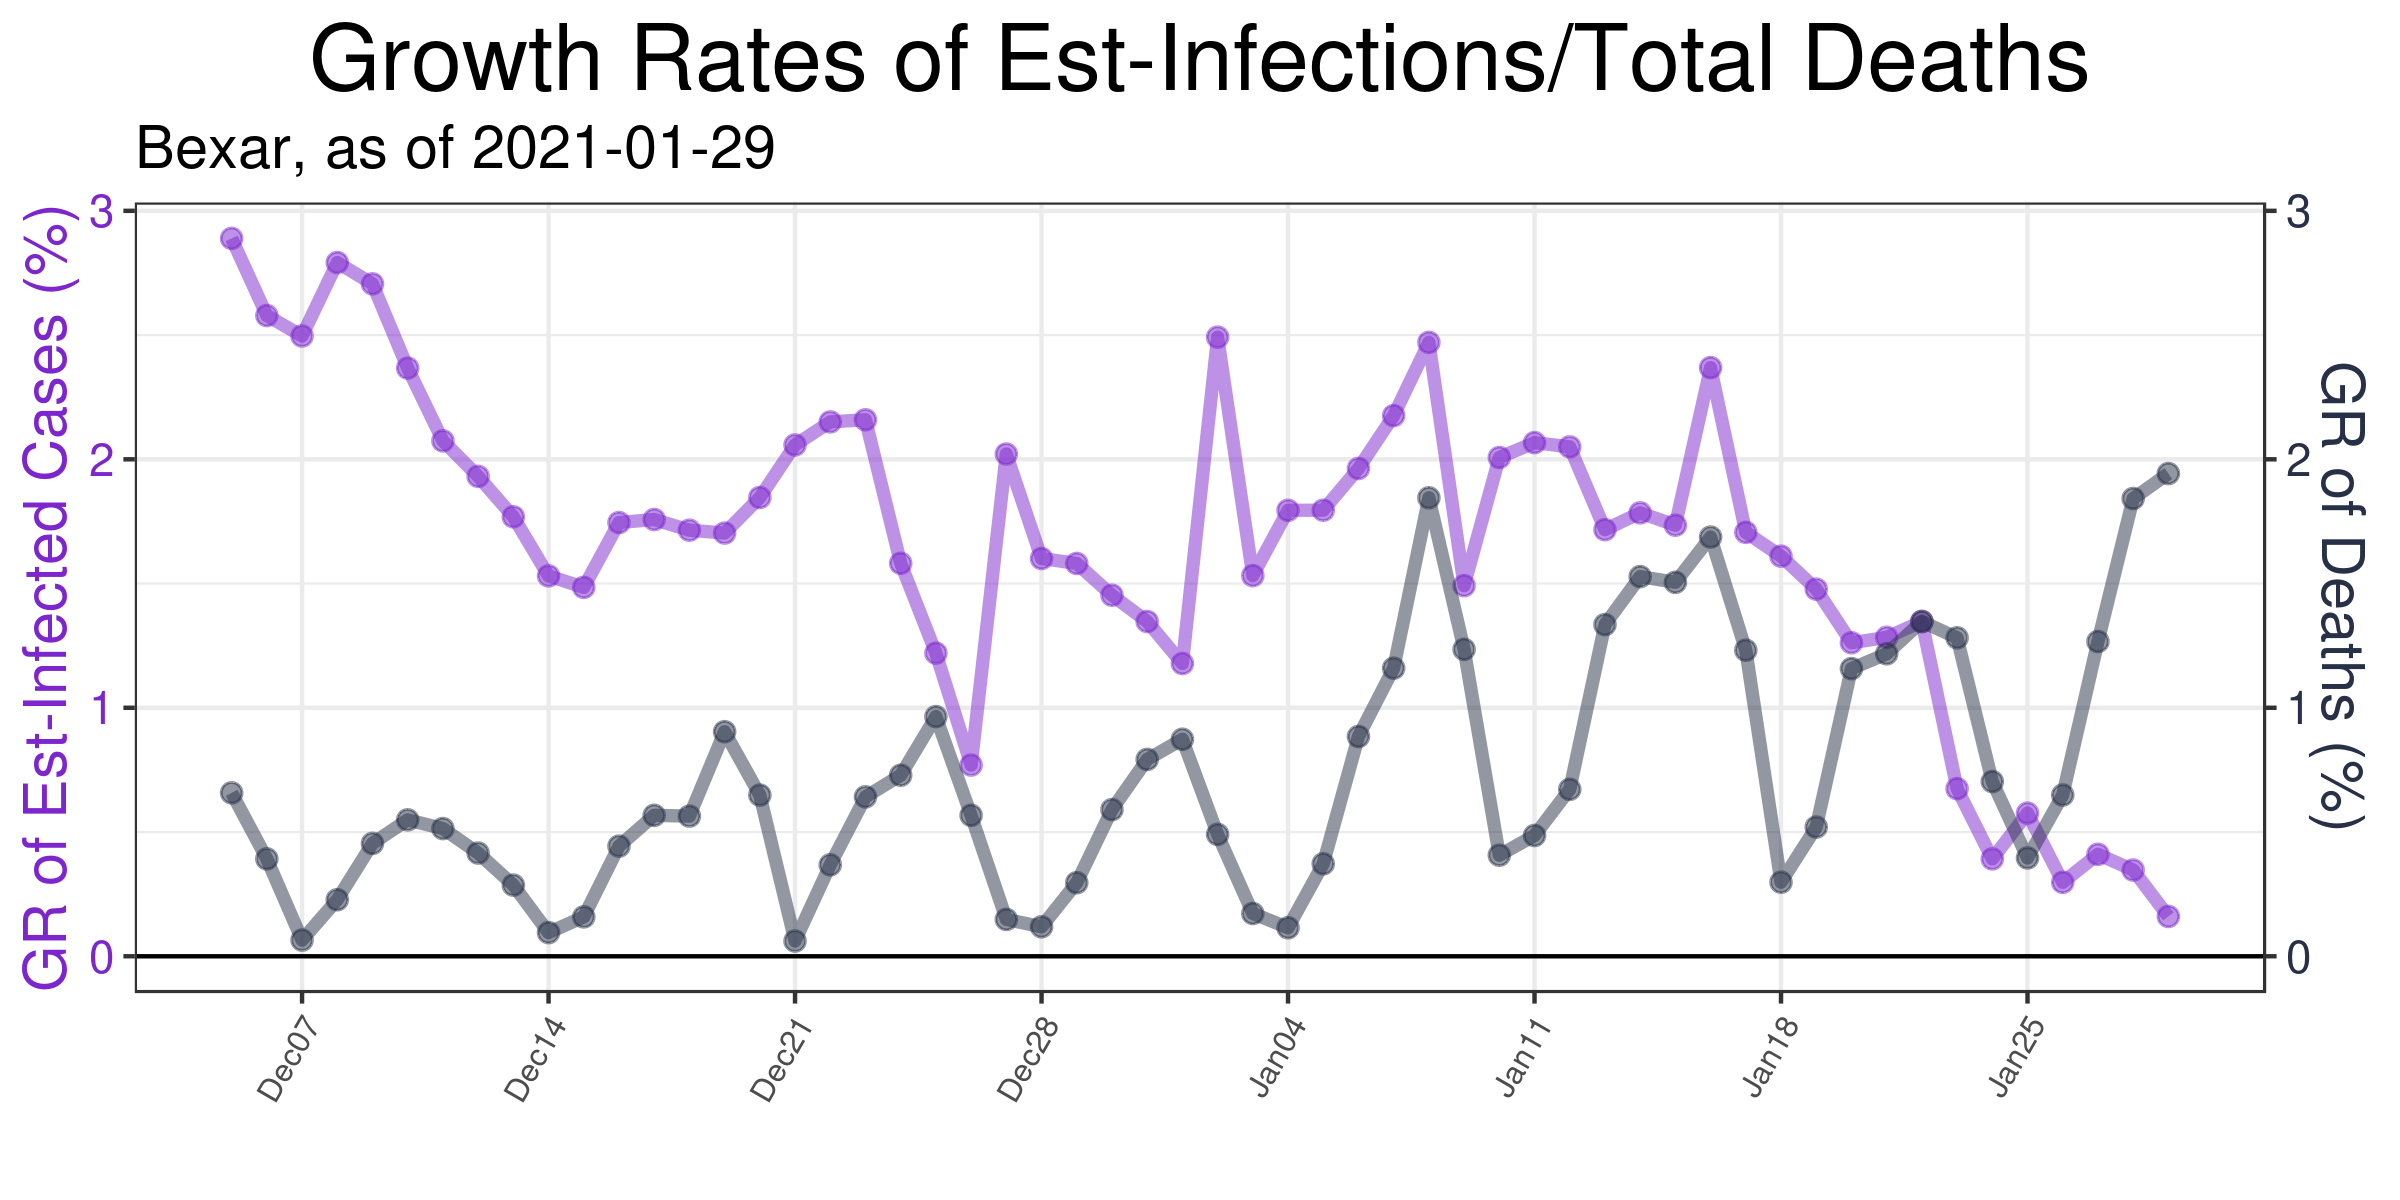 Growth Rates of Est-Infections/Total Deaths
Bexar, as of 2021-01-29
GR of Est-Infected Cases (%)
3
2
1
0
3
2
1
0
GR of Deaths (%)
Dec07
Dec14
Dec21
Dec28
Jan04
Jan11
Jan18
Jan25